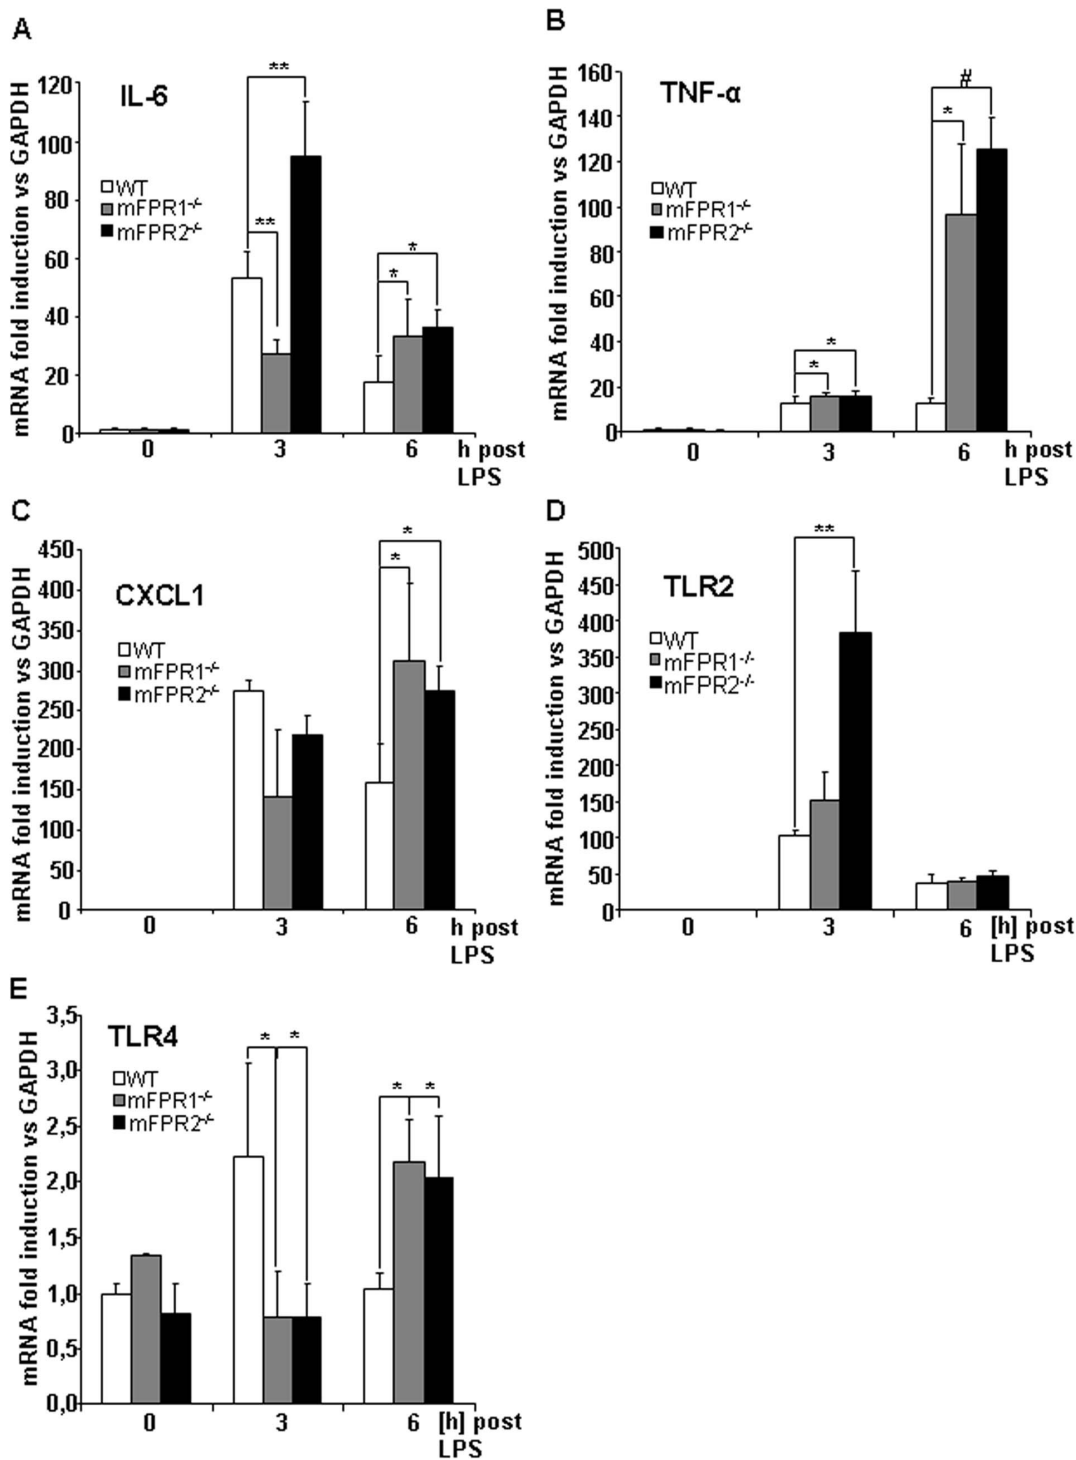 A
mRNA fold induction vs GAPDH
120
100
80
60
40
20
0
IL-6
WT
mFPR1-/-
mFPR2-/-
**
**
*
*
0 3 6 h post
LPS
B
mRNA fold induction vs GAPDH
160
140
120
100
80
60
40
20
0
TNF-α
WT
mFPR1-/-
mFPR2-/-
*
*
#
*
0 3 6 h post
LPS
C
mRNA fold induction vs GAPDH
450
400
350
300
250
200
150
100
50
0
CXCL1
WT
mFPR1-/-
mFPR2-/-
*
*
0 3 6 h post
LPS
D
mRNA fold induction vs GAPDH
500
450
400
350
300
250
200
150
100
50
0
TLR2
WT
mFPR1-/-
mFPR2-/-
**
0 3 6 [h] post
LPS
E
mRNA fold induction vs GAPDH
3,5
3,0
2,5
2,0
1,5
1,0
0,5
0,0
TLR4
WT
mFPR1-/-
mFPR2-/-
* *
* *
0 3 6 [h] post
LPS